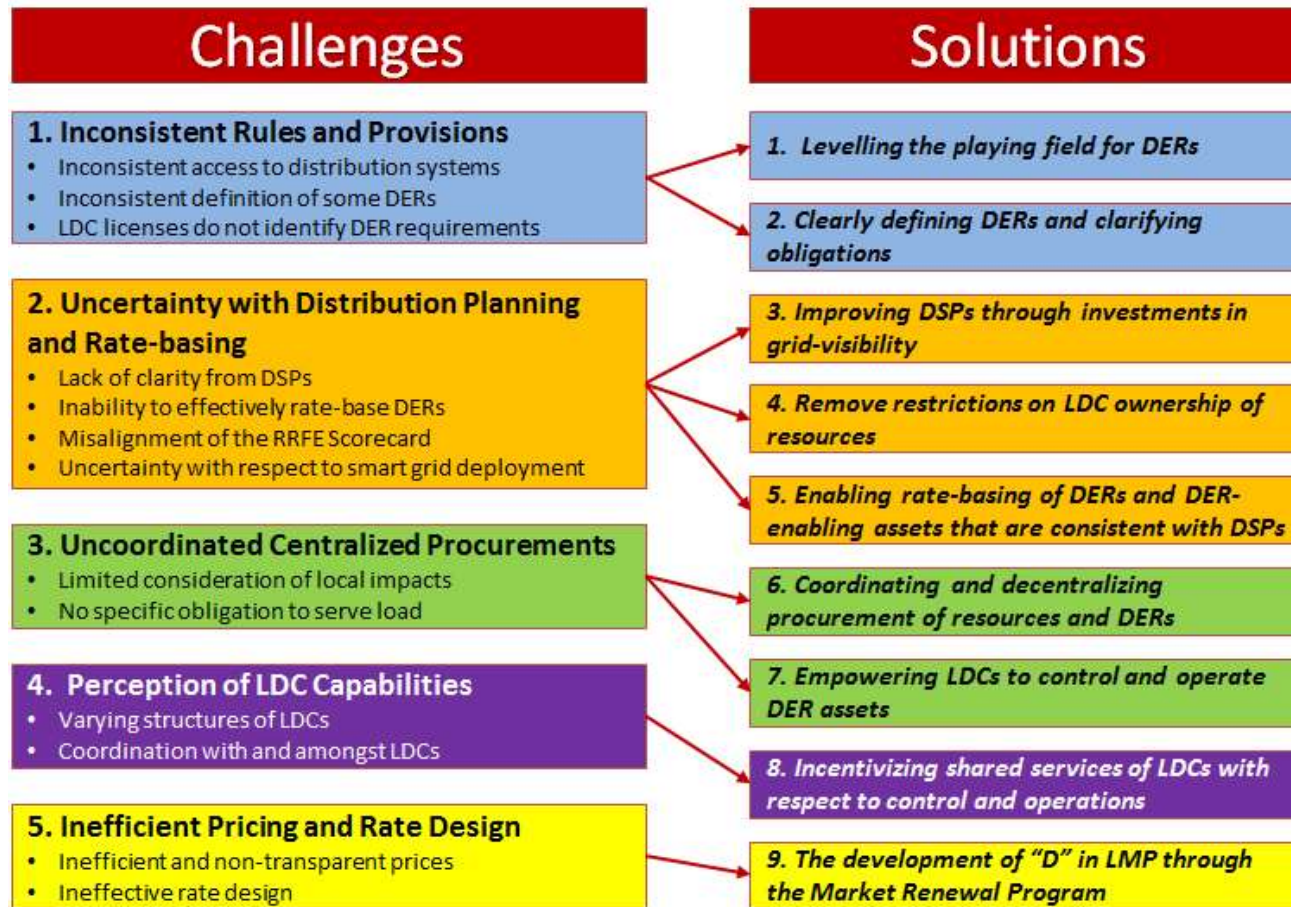 Challenges
1. Inconsistent Rules and Provisions
• Inconsistent access to distribution systems
• Inconsistent definition of some DERs
• LDC licenses do not identify DER requirements
2. Uncertainty with Distribution Planning
and Rate-basing
• Lack of clarity from DSPs
• Inability to effectively rate-base DERs
• Misalignment of the RRFE Scorecard
• Uncertainty with respect to smart grid deployment
3. Uncoordinated Centralized Procurements
• Limited consideration of local impacts
• No specific obligation to serve load
4. Perception of LDC Capabilities
• Varying structures of LDCs
• Coordination with and amongst LDCs
5. Inefficient Pricing and Rate Design
• Inefficient and non-transparent prices
• Ineffective rate design
Solutions
1. Levelling the playing field for DERs
2. Clearly defining DERs and clarifying
obligations
3. Improving DSPs through investments in
grid-visibility
4. Remove restrictions on LDC ownership of
resources
5. Enabling rate-basing of DERs and DER-
enabling assets that are consistent with DSPs
6. Coordinating and decentralizing
procurement of resources and DERs
7. Empowering LDCs to control and operate
DER assets
8. Incentivizing shared services of LDCs with
respect to control and operations
9. The development of “D” in LMP through
the Market Renewal Program